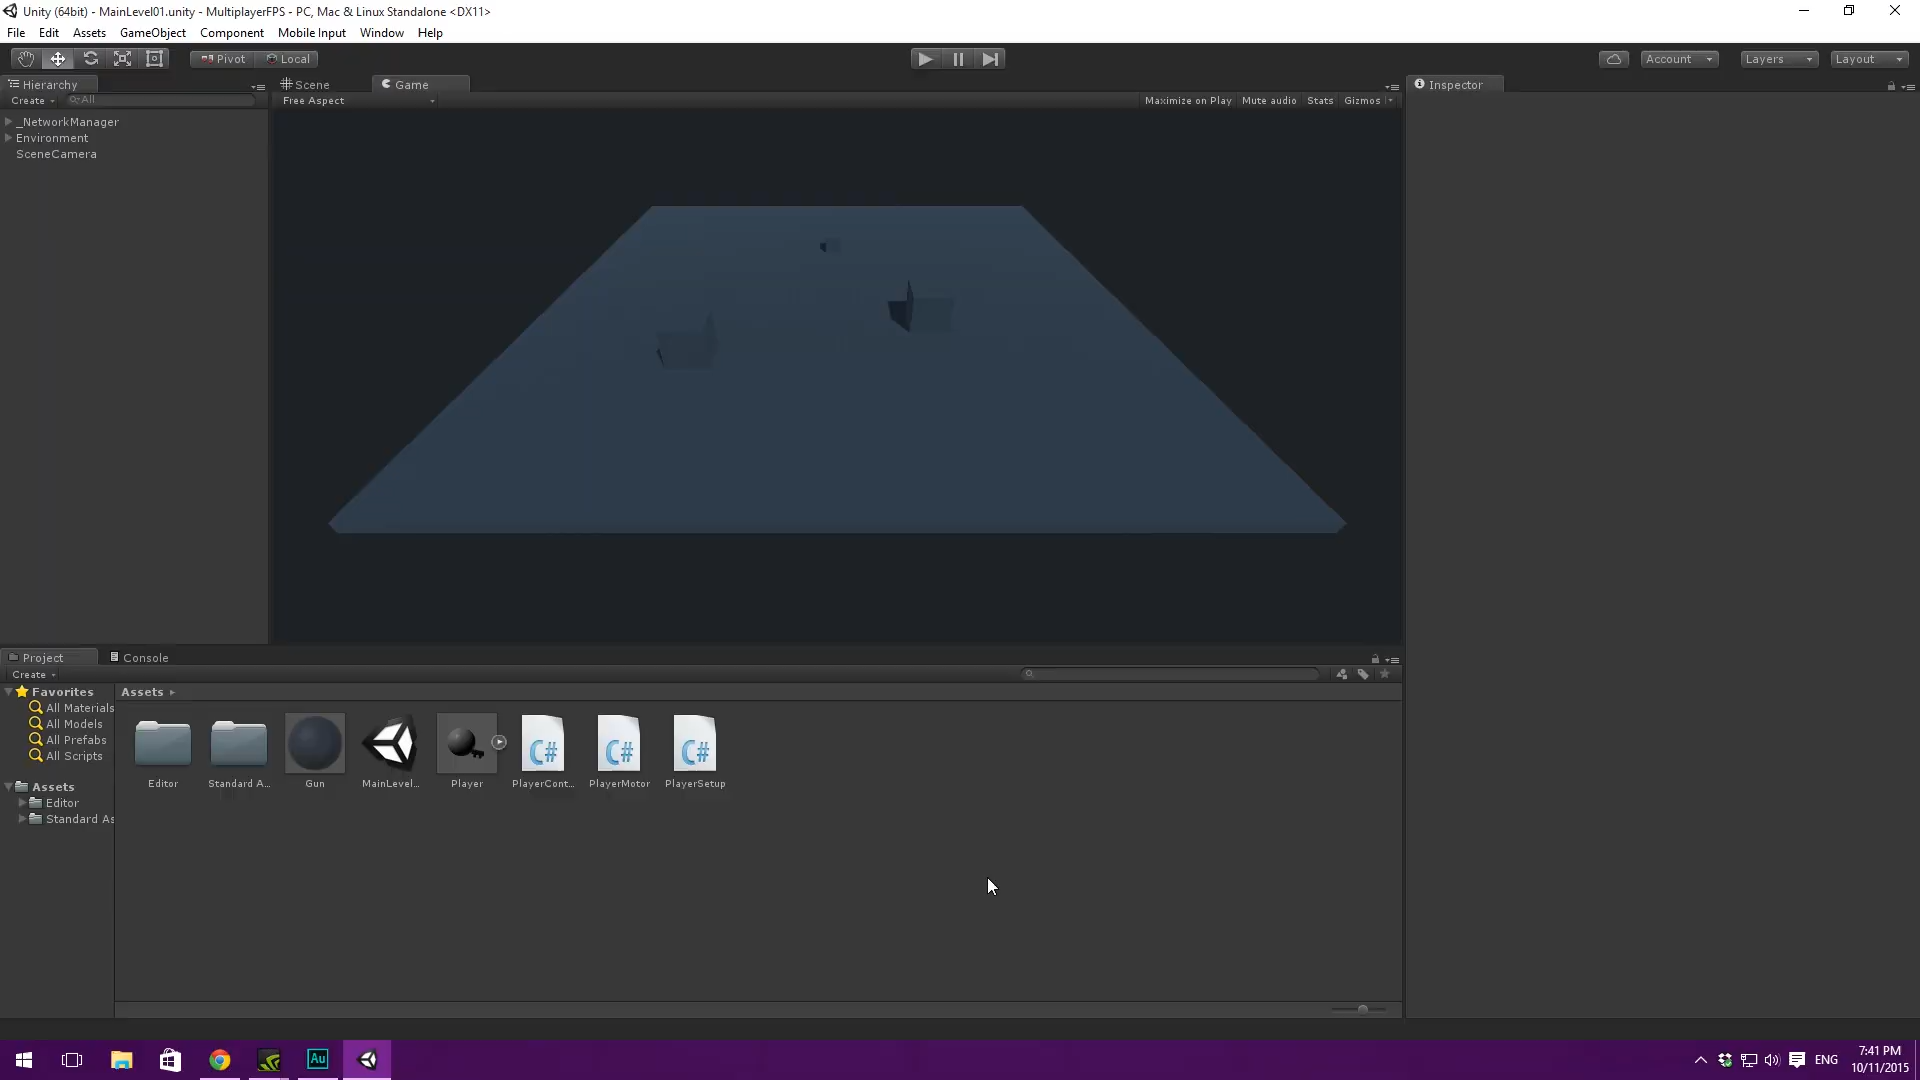 Unity (64bit) - MainLevel01.unity - MultiplayerFPS - PC, Mac & Linux Standalone <DX11>
File Edit Assets GameObject Component Mobile Input Window Help
Pivot Local Account Layers Layout
Hierarchy
Create All
_NetworkManager
Environment
SceneCamera
Scene Game
Free Aspect Maximize on Play Mute audio Stats Gizmos
Inspector
Project Console
Create
Favorites
All Materials
All Models
All Prefabs
All Scripts
Assets
Editor
Standard As
Assets
Editor Standard A... Gun MainLevel... Player PlayerCont... PlayerMotor PlayerSetup
C# C# C#
Au
ENG
7:41 PM
10/11/2015